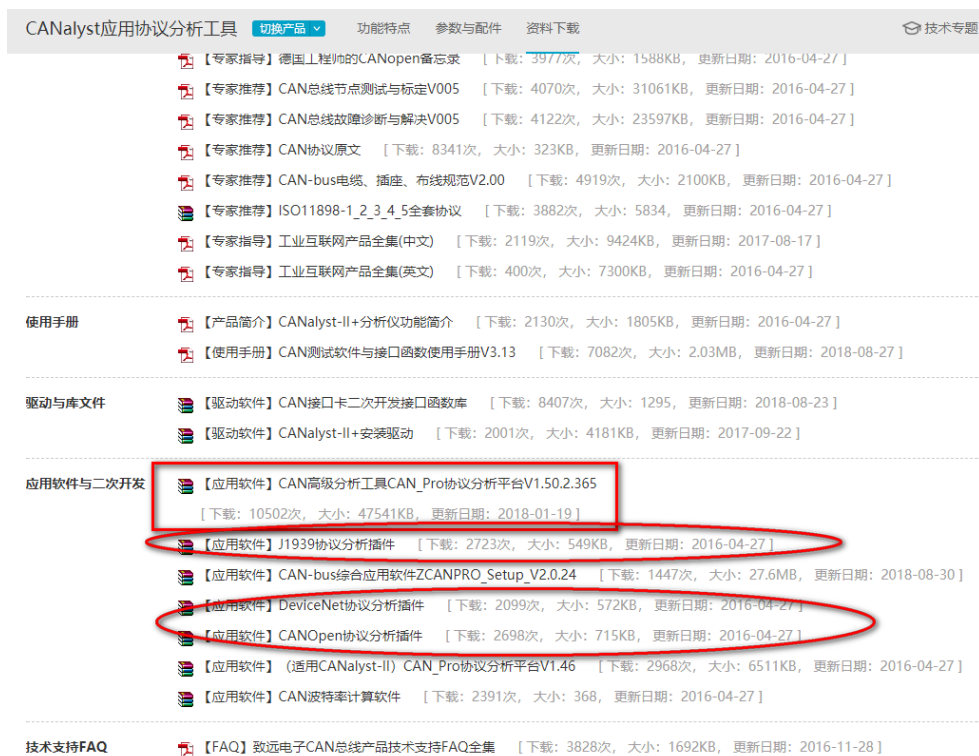 CANalyst应用协议分析工具 切换产品 功能特点 参数与配件 资料下载 技术专题
【专家指导】德国工程师的CANopen备忘录 [ 下载：3977次， 大小：1588KB， 更新日期：2016-04-27 ]
【专家推荐】CAN总线节点测试与标定V005 [ 下载：4070次， 大小：31061KB， 更新日期：2016-04-27 ]
【专家推荐】CAN总线故障诊断与解决V005 [ 下载：4122次， 大小：23597KB， 更新日期：2016-04-27 ]
【专家推荐】CAN协议原文 [ 下载：8341次， 大小：323KB， 更新日期：2016-04-27 ]
【专家推荐】CAN-bus电缆、插座、布线规范V2.00 [ 下载：4919次， 大小：2100KB， 更新日期：2016-04-27 ]
【专家推荐】ISO11898-1_2_3_4_5全套协议 [ 下载：3882次， 大小：5834， 更新日期：2016-04-27 ]
【专家指导】工业互联网产品全集(中文) [ 下载：2119次， 大小：9424KB， 更新日期：2017-08-17 ]
【专家指导】工业互联网产品全集(英文) [ 下载：400次， 大小：7300KB， 更新日期：2016-04-27 ]
使用手册 【产品简介】CANalyst-II+分析仪功能简介 [ 下载：2130次， 大小：1805KB， 更新日期：2016-04-27 ]
【使用手册】CAN测试软件与接口函数使用手册V3.13 [ 下载：7082次， 大小：2.03MB， 更新日期：2018-08-27 ]
驱动与库文件 【驱动软件】CAN接口卡二次开发接口函数库 [ 下载：8407次， 大小：1295， 更新日期：2018-08-23 ]
【驱动软件】CANalyst-II+安装驱动 [ 下载：2001次， 大小：4181KB， 更新日期：2017-09-22 ]
应用软件与二次开发 【应用软件】CAN高级分析工具CAN_Pro协议分析平台V1.50.2.365
[ 下载：10502次， 大小：47541KB， 更新日期：2018-01-19 ]
【应用软件】J1939协议分析插件 [ 下载：2723次， 大小：549KB， 更新日期：2016-04-27 ]
【应用软件】CAN-bus综合应用软件ZCANPRO_Setup_V2.0.24 [ 下载：1447次， 大小：27.6MB， 更新日期：2018-08-30 ]
【应用软件】DeviceNet协议分析插件 [ 下载：2099次， 大小：572KB， 更新日期：2016-04-27 ]
【应用软件】CANOpen协议分析插件 [ 下载：2698次， 大小：715KB， 更新日期：2016-04-27 ]
【应用软件】（适用CANalyst-II）CAN_Pro协议分析平台V1.46 [ 下载：2968次， 大小：6511KB， 更新日期：2016-04-27 ]
【应用软件】CAN波特率计算软件 [ 下载：2391次， 大小：368， 更新日期：2016-04-27 ]
技术支持FAQ 【FAQ】致远电子CAN总线产品技术支持FAQ全集 [ 下载：3828次， 大小：1692KB， 更新日期：2016-11-28 ]